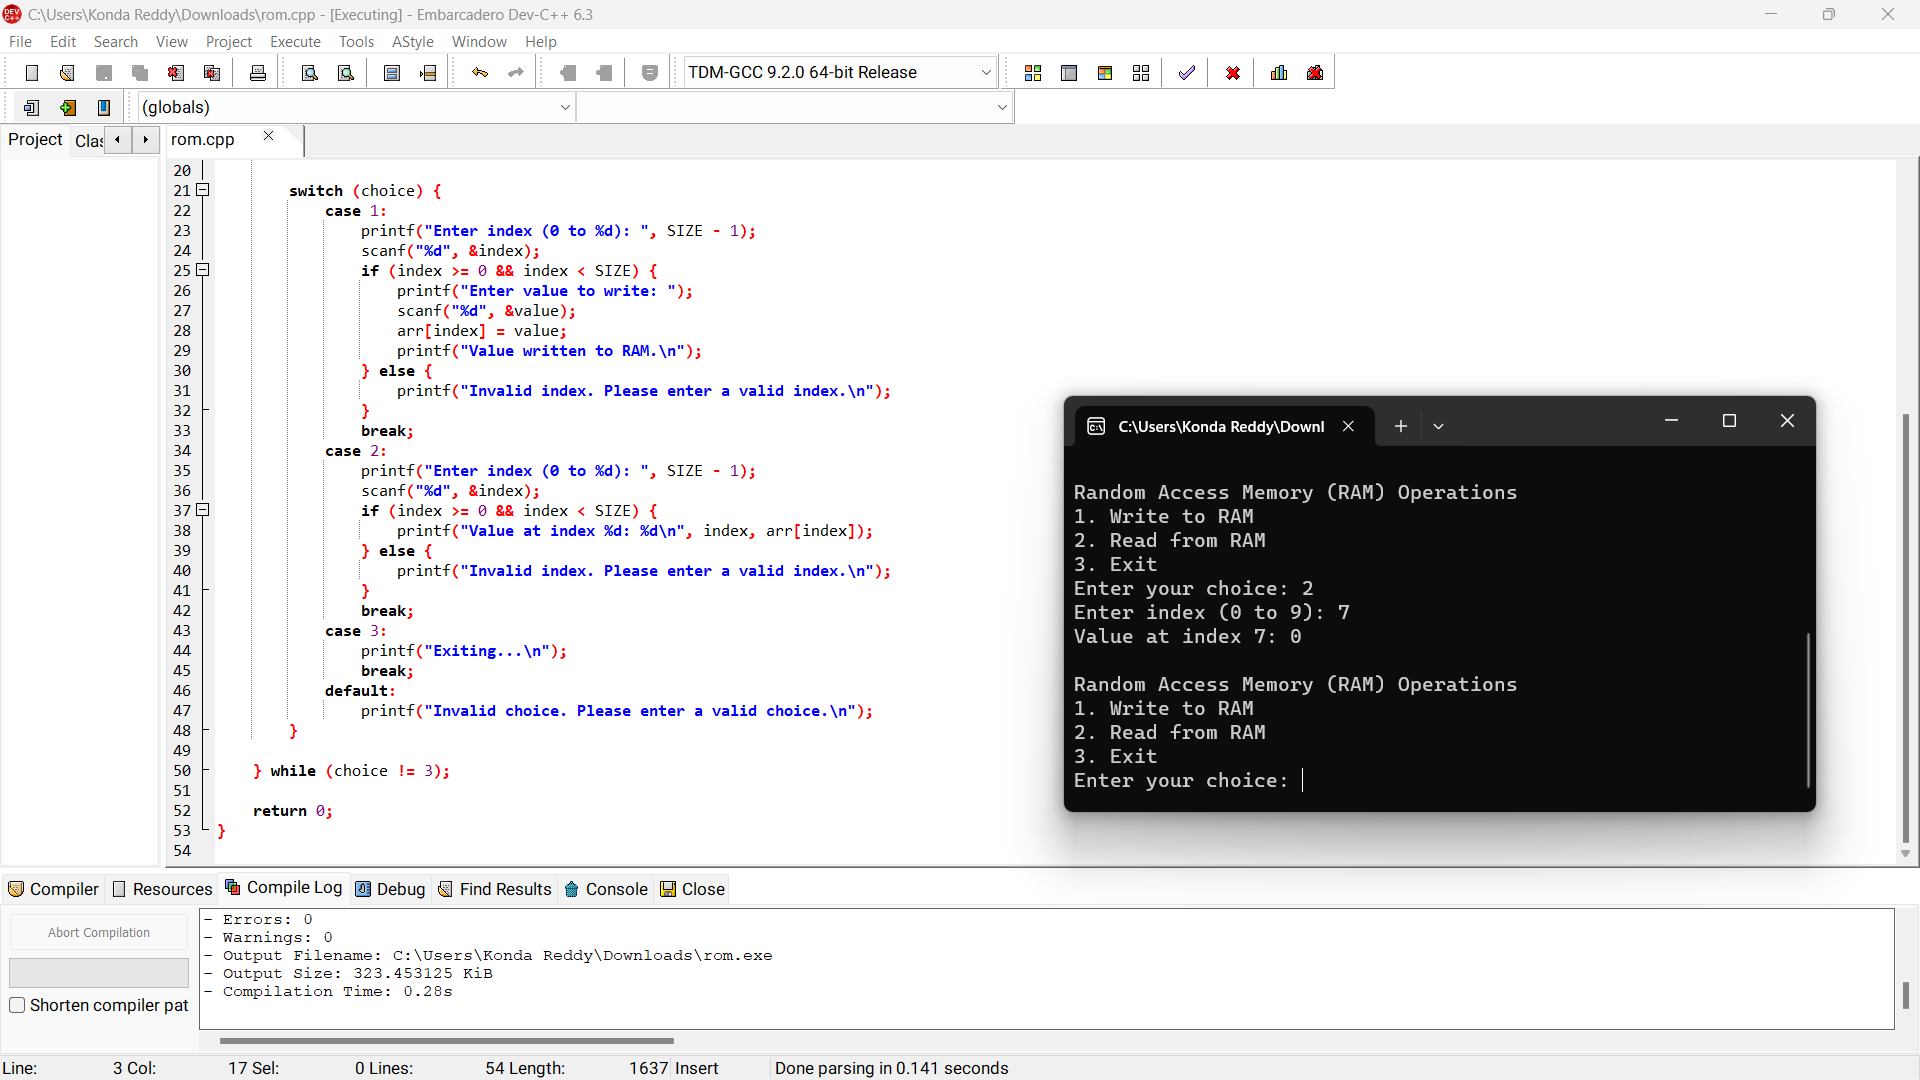 C:\Users\Konda Reddy\Downloads\rom.cpp - [Executing] - Embarcadero Dev-C++ 6.3
File Edit Search View Project Execute Tools AStyle Window Help
TDM-GCC 9.2.0 64-bit Release
(globals)
Project Clas rom.cpp
20
21 switch (choice) {
22 case 1:
23 printf("Enter index (0 to %d): ", SIZE - 1);
24 scanf("%d", &index);
25 if (index >= 0 && index < SIZE) {
26 printf("Enter value to write: ");
27 scanf("%d", &value);
28 arr[index] = value;
29 printf("Value written to RAM.\n");
30 } else {
31 printf("Invalid index. Please enter a valid index.\n");
32 }
33 break;
34 case 2:
35 printf("Enter index (0 to %d): ", SIZE - 1);
36 scanf("%d", &index);
37 if (index >= 0 && index < SIZE) {
38 printf("Value at index %d: %d\n", index, arr[index]);
39 } else {
40 printf("Invalid index. Please enter a valid index.\n");
41 }
42 break;
43 case 3:
44 printf("Exiting...\n");
45 break;
46 default:
47 printf("Invalid choice. Please enter a valid choice.\n");
48 }
49
50 } while (choice != 3);
51
52 return 0;
53 }
54
C:\Users\Konda Reddy\Downl
Random Access Memory (RAM) Operations
1. Write to RAM
2. Read from RAM
3. Exit
Enter your choice: 2
Enter index (0 to 9): 7
Value at index 7: 0
Random Access Memory (RAM) Operations
1. Write to RAM
2. Read from RAM
3. Exit
Enter your choice:
Compiler Resources Compile Log Debug Find Results Console Close
Abort Compilation
Shorten compiler pat
- Errors: 0
- Warnings: 0
- Output Filename: C:\Users\Konda Reddy\Downloads\rom.exe
- Output Size: 323.453125 KiB
- Compilation Time: 0.28s
Line: 3 Col: 17 Sel: 0 Lines: 54 Length: 1637 Insert Done parsing in 0.141 seconds